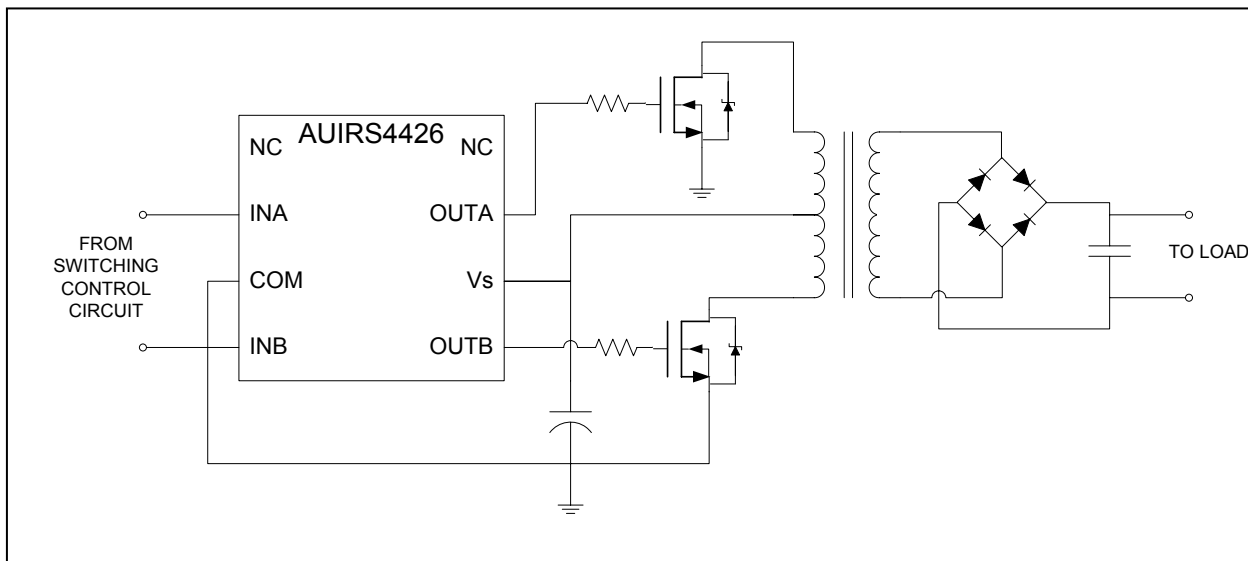 AUIRS4426
NC
NC
INA
OUTA
FROM
SWITCHING
CONTROL
CIRCUIT
COM
Vs
INB
OUTB
TO LOAD